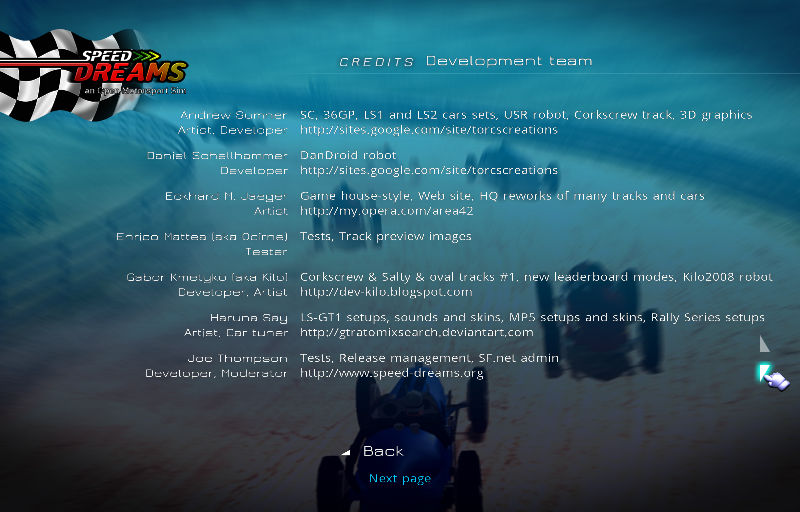 SPEED
DREAMS
an Open Motorsport Sim
CREDITS Development team
Andrew Sumner SC, 36GP, LS1 and LS2 cars sets, USR robot, Corkscrew track, 3D graphics
Artist, Developer http://sites.google.com/site/torcscreations
Daniel Schellhammer DanDroid robot
Developer http://sites.google.com/site/torcscreations
Eckhard M. Jaeger Game house-style, Web site, HQ reworks of many tracks and cars
Artist http://my.opera.com/area42
Enrico Mattea (aka 0cirne) Tests, Track preview images
Tester
Gabor Kmetyko (aka Kilo) Corkscrew & Salty & oval tracks #1, new leaderboard modes, Kilo2008 robot
Developer, Artist http://dev-kilo.blogspot.com
Haruna Say LS-GT1 setups, sounds and skins, MP5 setups and skins, Rally Series setups
Artist, Car tuner http://gtratomixsearch.deviantart.com
Joe Thompson Tests, Release management, SF.net admin
Developer, Moderator http://www.speed-dreams.org
Back
Next page